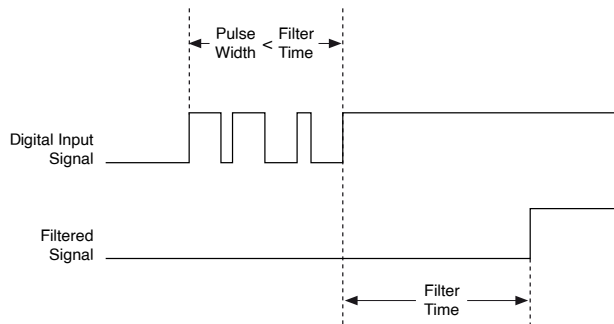 Pulse Width < Filter Time
Digital Input
Signal
Filtered
Signal
Filter
Time